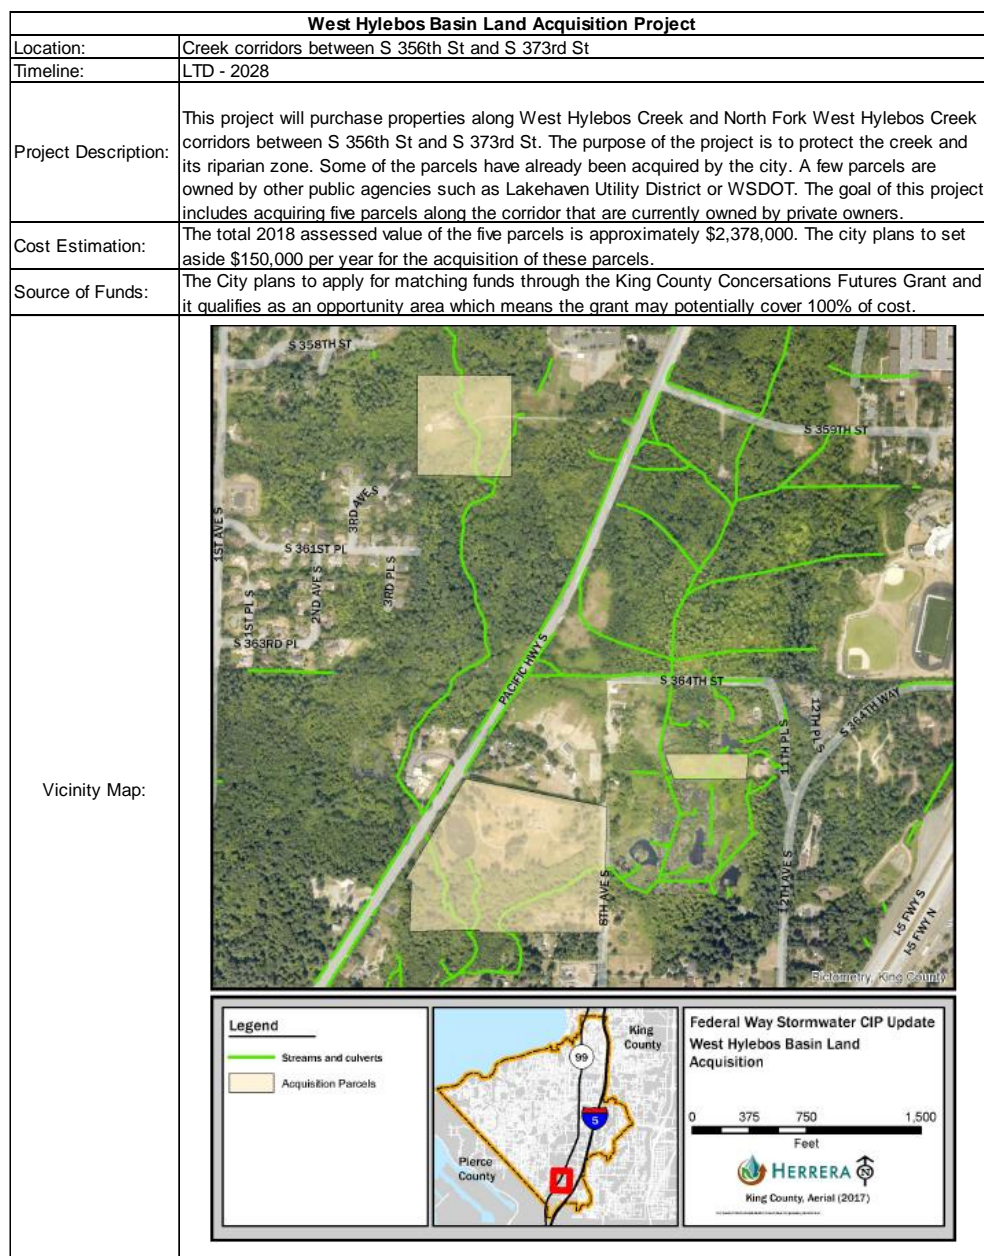 West Hylebos Basin Land Acquisition Project
Location:
Creek corridors between S 356th St and S 373rd St
Timeline:
LTD - 2028
Project Description:
This project will purchase properties along West Hylebos Creek and North Fork West Hylebos Creek
corridors between S 356th St and S 373rd St. The purpose of the project is to protect the creek and
its riparian zone. Some of the parcels have already been acquired by the city. A few parcels are
owned by other public agencies such as Lakehaven Utility District or WSDOT. The goal of this project
includes acquiring five parcels along the corridor that are currently owned by private owners.
Cost Estimation:
The total 2018 assessed value of the five parcels is approximately $2,378,000. The city plans to set
aside $150,000 per year for the acquisition of these parcels.
Source of Funds:
The City plans to apply for matching funds through the King County Concersations Futures Grant and
it qualifies as an opportunity area which means the grant may potentially cover 100% of cost.
Vicinity Map:
S 358TH ST
S 359TH ST
1ST AVE S
3RD AVE S
S 361ST PL
2ND AVE S
3RD PL S
1ST PL S
S 363RD PL
PACIFIC HWY S
S 364TH ST
12TH PL S
S 364TH WAY
11TH PL S
12TH AVE S
8TH AVE S
I-5 FWY S
I-5 FWY N
Pictometry, King County
Legend
Streams and culverts
Acquisition Parcels
King
County
99
5
Pierce
County
Federal Way Stormwater CIP Update
West Hylebos Basin Land
Acquisition
0 375 750 1,500
Feet
HERRERA
N
King County, Aerial (2017)